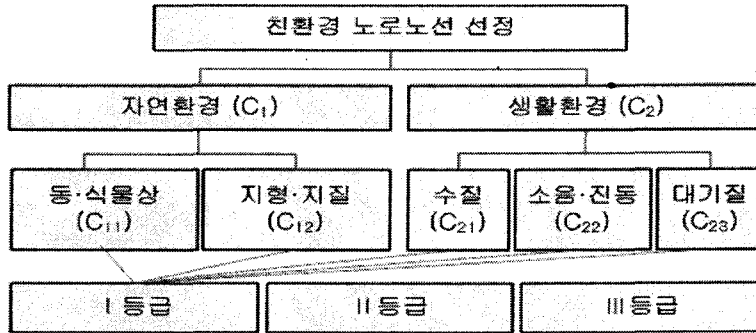 친환경 노로노선 선정
자연환경 (C₁)
생활환경 (C₂)
동·식물상
(C₁₁)
지형·지질
(C₁₂)
수질
(C₂₁)
소음·진동
(C₂₂)
대기질
(C₂₃)
Ⅰ 등급
Ⅱ 등급
Ⅲ 등급